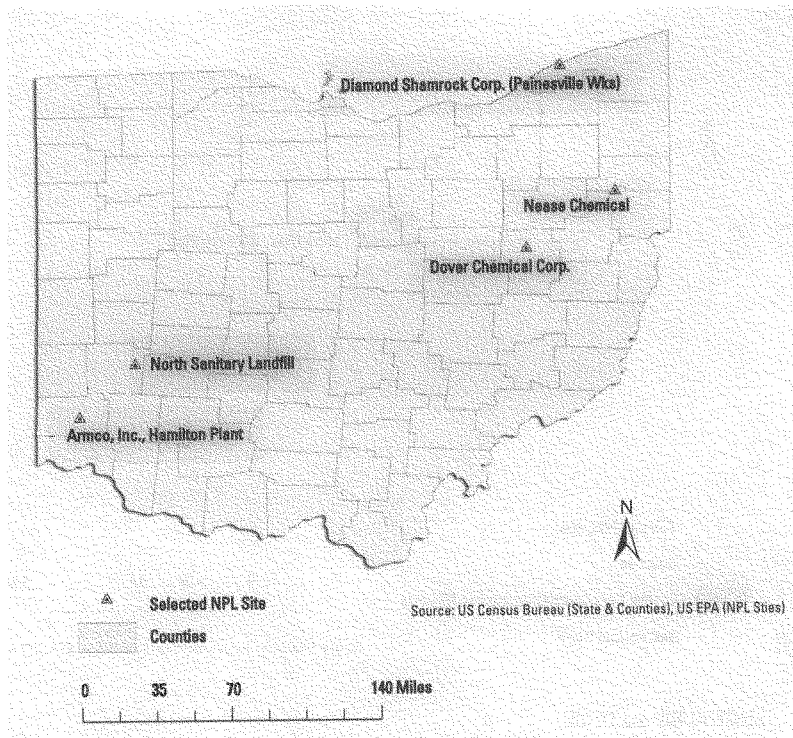 Diamond Shamrock Corp. (Painesville Wks)
Nease Chemical
Dover Chemical Corp.
North Sanitary Landfill
Armco, Inc., Hamilton Plant
N
Selected NPL Site
Counties
Source: US Census Bureau (State & Counties), US EPA (NPL Sties)
0 35 70 140 Miles